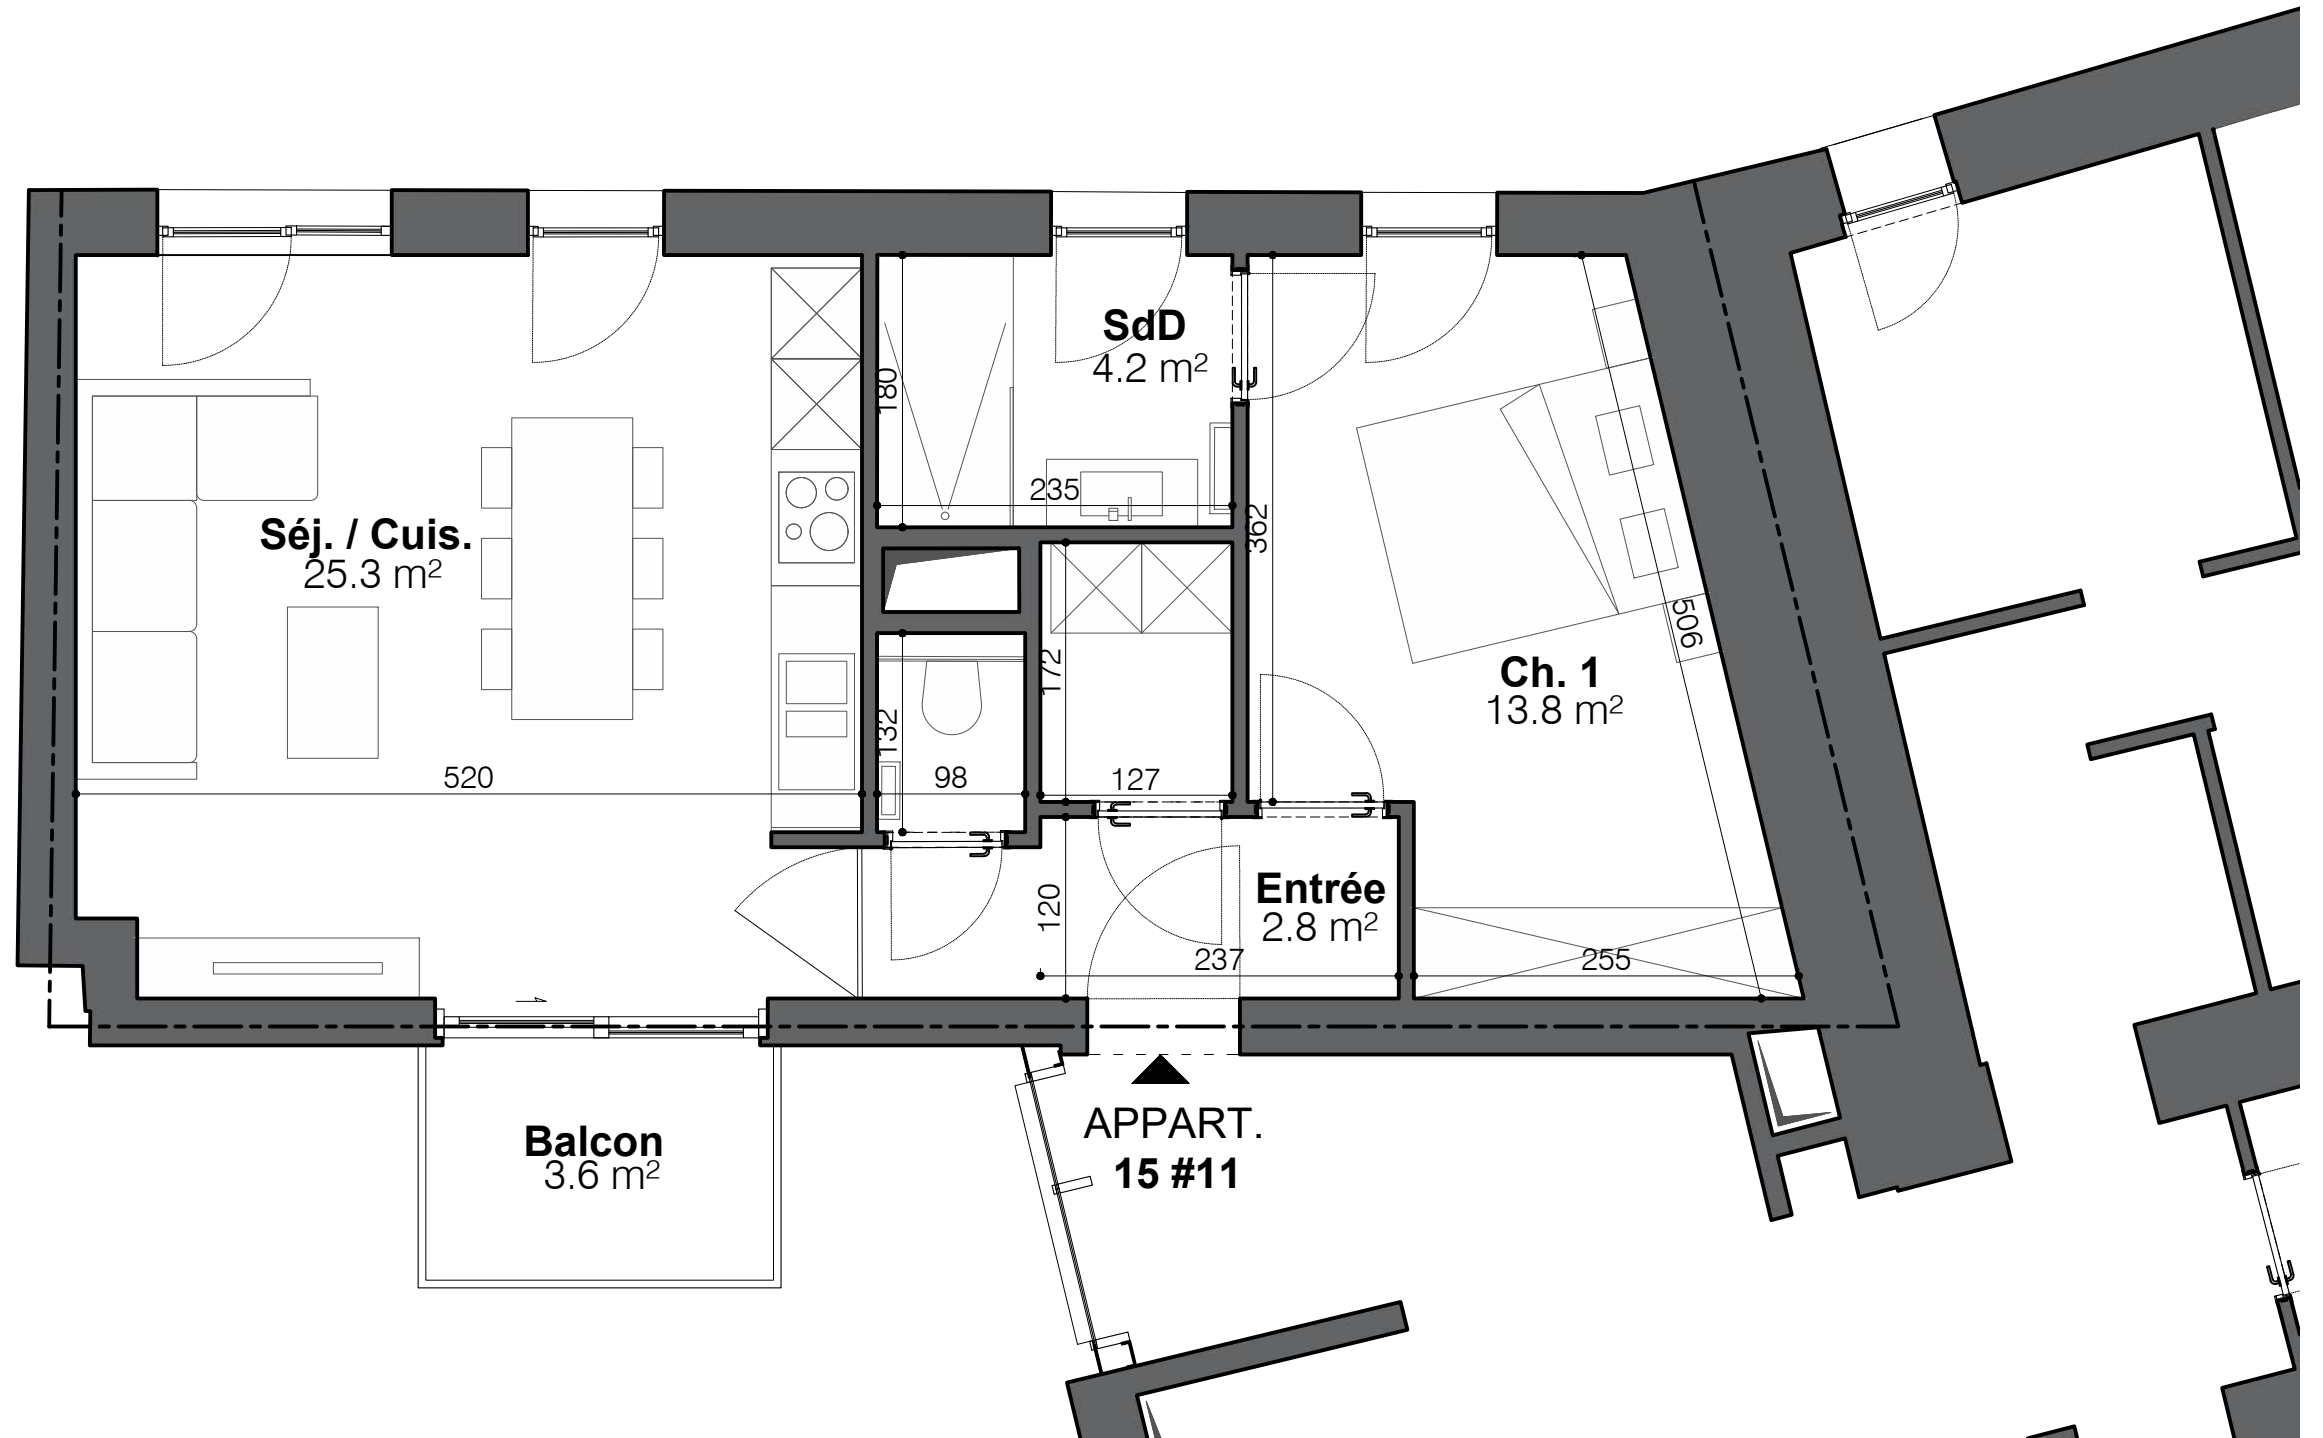 SdD
4.2 m²
180
235
362
Séj. / Cuis.
25.3 m²
506
172
Ch. 1
13.8 m²
132
520
98
127
120
Entrée
2.8 m²
237
255
Balcon
3.6 m²
APPART.
15 #11